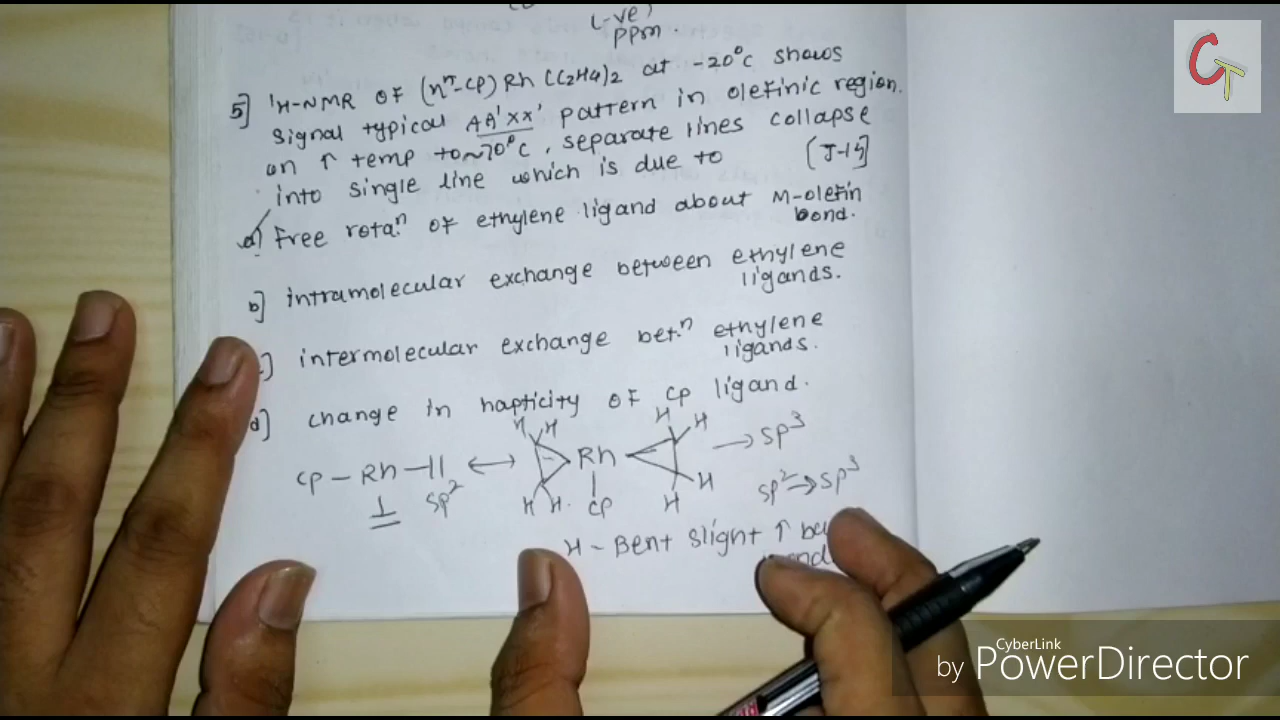 (-ve)
ppm.
5] ¹H-NMR OF (η⁵-CP) Rh (C2H4)2 at -20°C shows
signal typical AA'XX' pattern in olefinic region.
on ↑ temp to ~70°C, separate lines collapse
into single line which is due to [J-15]
a] Free rotaⁿ. of ethylene ligand about M-olefin
bond.
b] intramolecular exchange between ethylene
ligands.
] intermolecular exchange bet.ⁿ ethylene
ligands.
d] change in hapticity of CP ligand.
H H H H
CP - Rh -|| ↔ Rh → sp³
⊥ sp² H H. CP H H sp² → sp³
H - Bent slight ↑
CT
CyberLink
by PowerDirector